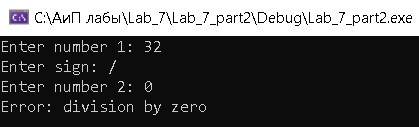 C:\АиП лабы\Lab_7\Lab_7_part2\Debug\Lab_7_part2.exe
Enter number 1: 32
Enter sign: /
Enter number 2: 0
Error: division by zero